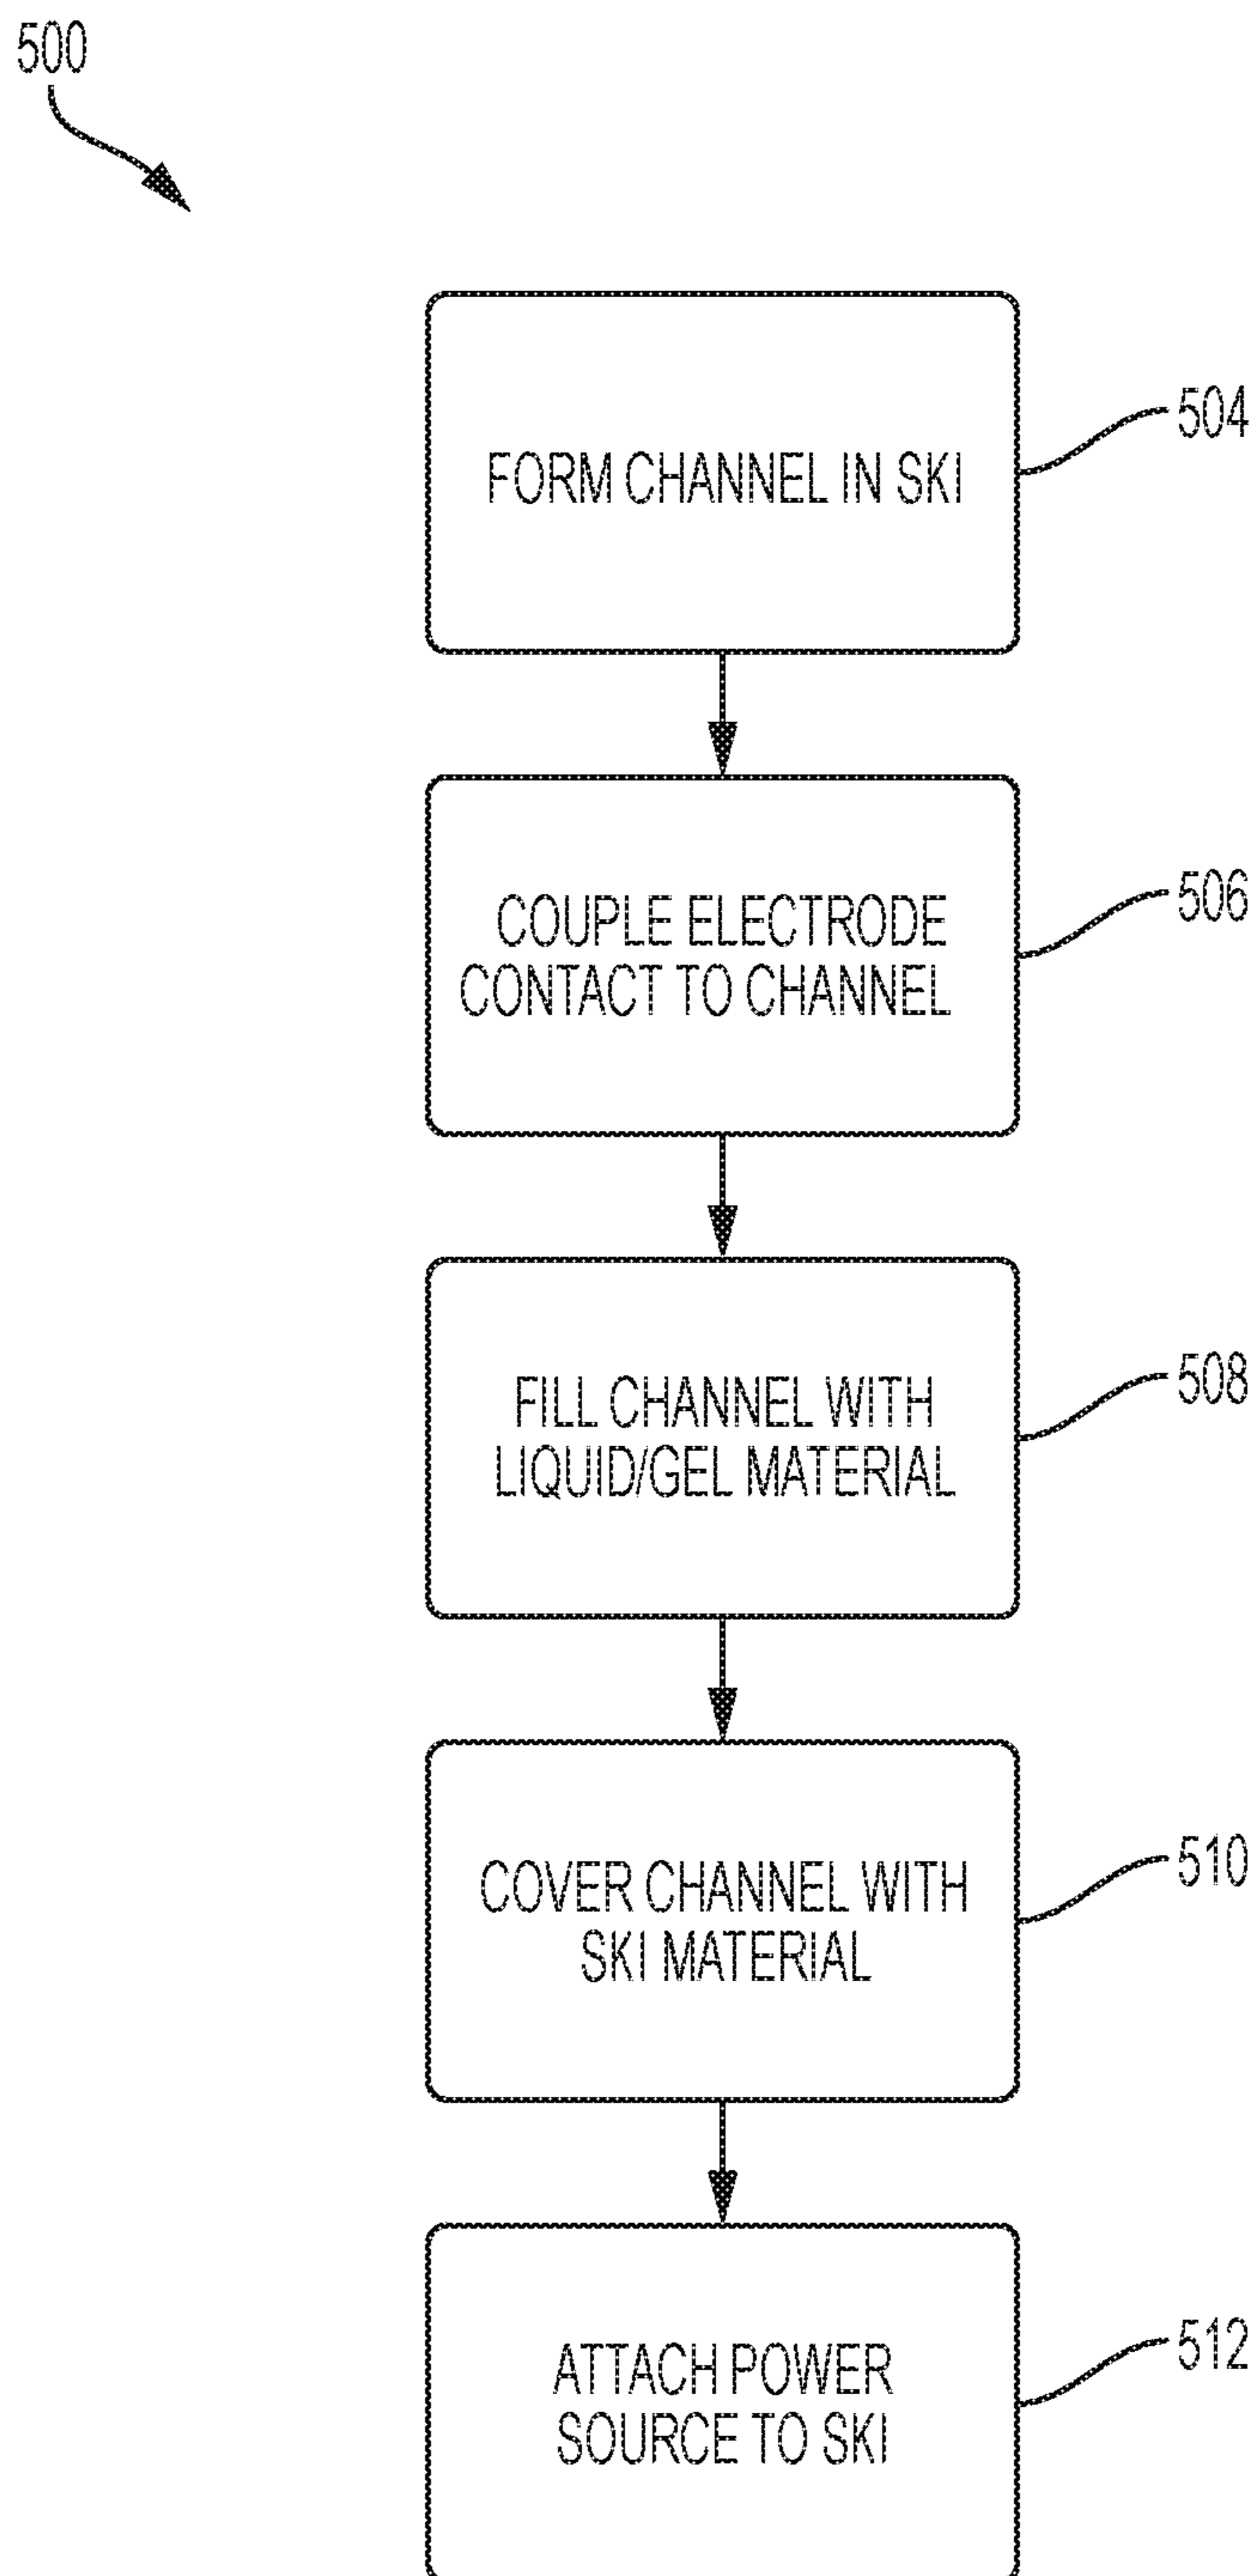 500
FORM CHANNEL IN SKI
504
COUPLE ELECTRODE
CONTACT TO CHANNEL
506
FILL CHANNEL WITH
LIQUID/GEL MATERIAL
508
COVER CHANNEL WITH
SKI MATERIAL
510
ATTACH POWER
SOURCE TO SKI
512